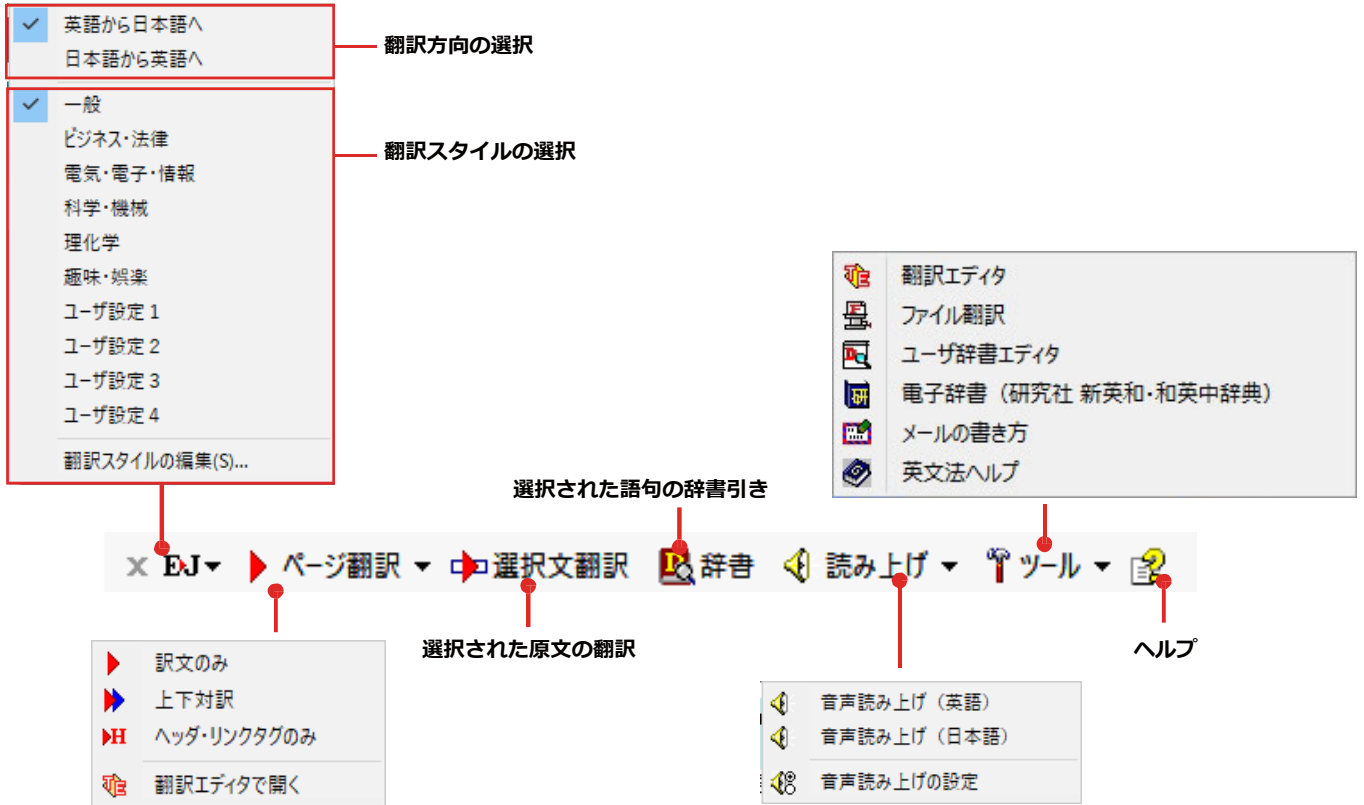 英語から日本語へ
日本語から英語へ
翻訳方向の選択
一般
ビジネス・法律
電気・電子・情報
科学・機械
理化学
趣味・娯楽
ユーザ設定 1
ユーザ設定 2
ユーザ設定 3
ユーザ設定 4
翻訳スタイルの編集(S)...
翻訳スタイルの選択
翻訳エディタ
ファイル翻訳
ユーザ辞書エディタ
電子辞書（研究社 新英和・和英中辞典）
メールの書き方
英文法ヘルプ
選択された語句の辞書引き
EJ ページ翻訳 選択文翻訳 辞書 読み上げ ツール
選択された原文の翻訳
ヘルプ
訳文のみ
上下対訳
H ヘッダ・リンクタグのみ
翻訳エディタで開く
音声読み上げ（英語）
音声読み上げ（日本語）
音声読み上げの設定